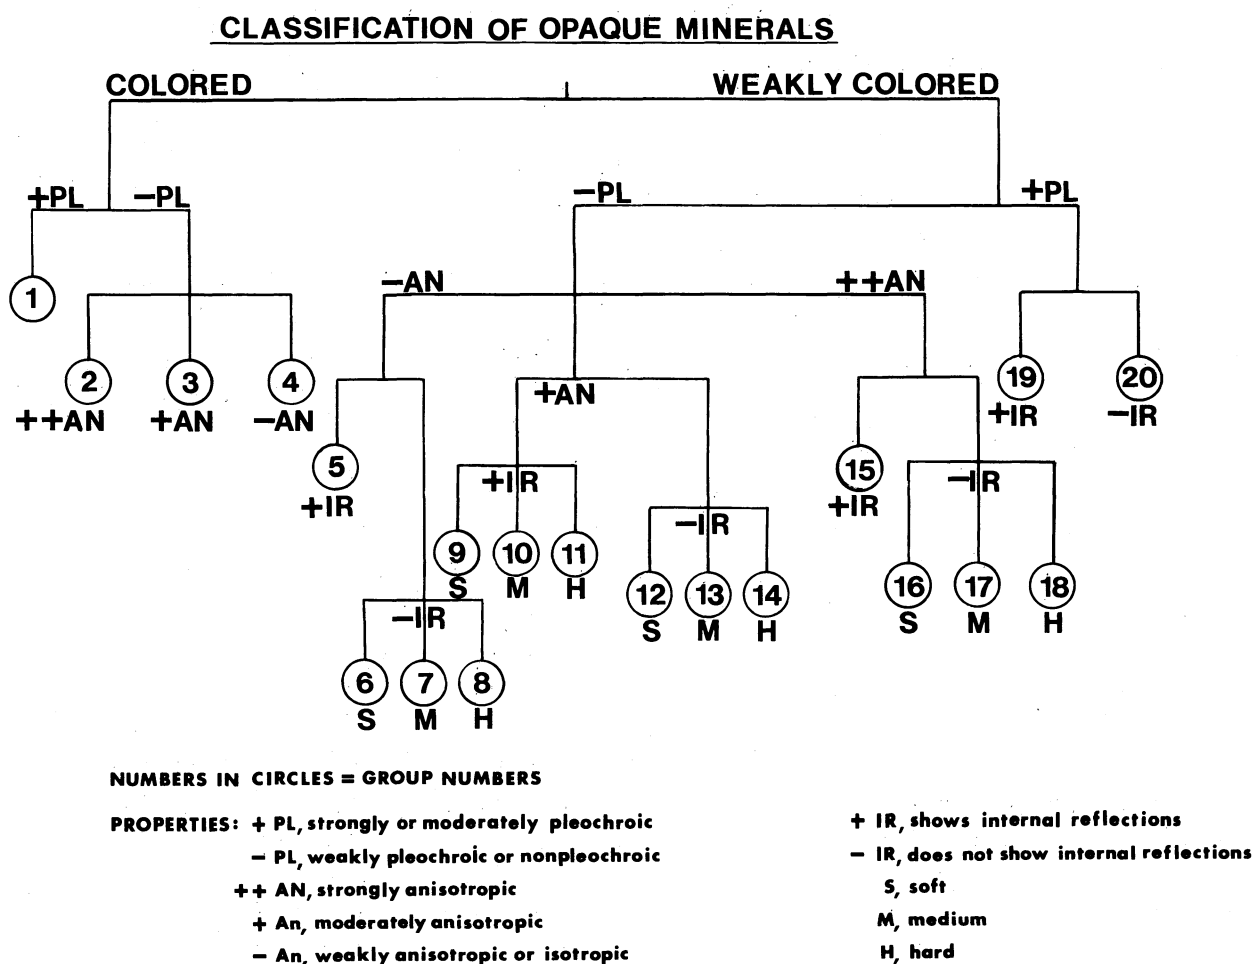 CLASSIFICATION OF OPAQUE MINERALS
COLORED WEAKLY COLORED
+PL −PL −PL +PL
−AN ++AN
1
2 3 4 19 20
++AN +AN −AN +AN +IR −IR
5 +IR 15 −IR
+IR +IR
9 10 11 −IR
S M H 12 13 14 16 17 18
−IR S M H S M H
6 7 8
S M H
NUMBERS IN CIRCLES = GROUP NUMBERS
PROPERTIES: + PL, strongly or moderately pleochroic + IR, shows internal reflections
− PL, weakly pleochroic or nonpleochroic − IR, does not show internal reflections
++ AN, strongly anisotropic S, soft
+ An, moderately anisotropic M, medium
− An, weakly anisotropic or isotropic H, hard